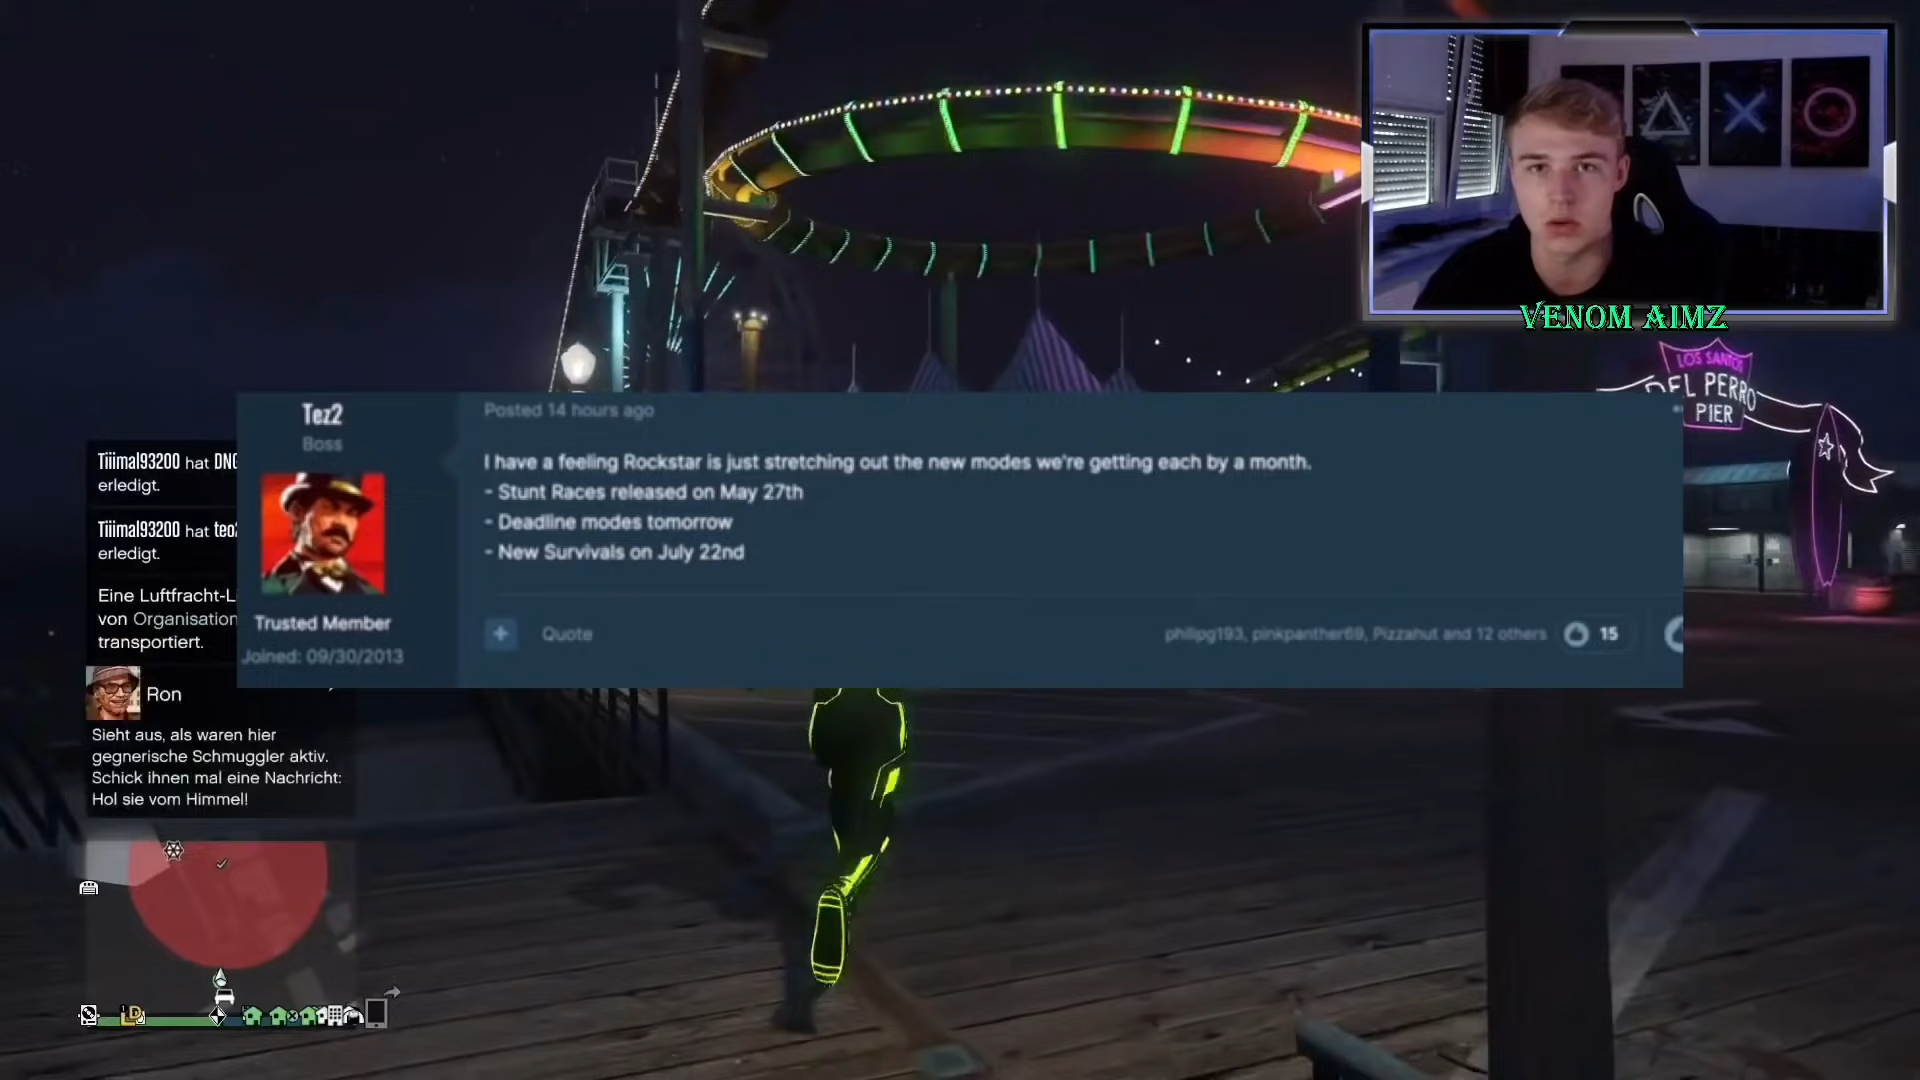 VENOM AIMZ
LOS SANTOS
DEL PERRO
PIER
Tez2
Boss
Trusted Member
Joined: 09/30/2013
Posted 14 hours ago
I have a feeling Rockstar is just stretching out the new modes we're getting each by a month.
- Stunt Races released on May 27th
- Deadline modes tomorrow
- New Survivals on July 22nd
+ Quote
philipg193, pinkpanther69, Pizzahut and 12 others 15
Tiiimal93200 hat DNG
erledigt.
Tiiimal93200 hat
erledigt.
Eine
von Organisation
transportiert.
Ron
Sieht aus, als waren hier
gegnerische Schmuggler aktiv.
Schick ihnen mal eine Nachricht:
Hol sie vom Himmel!